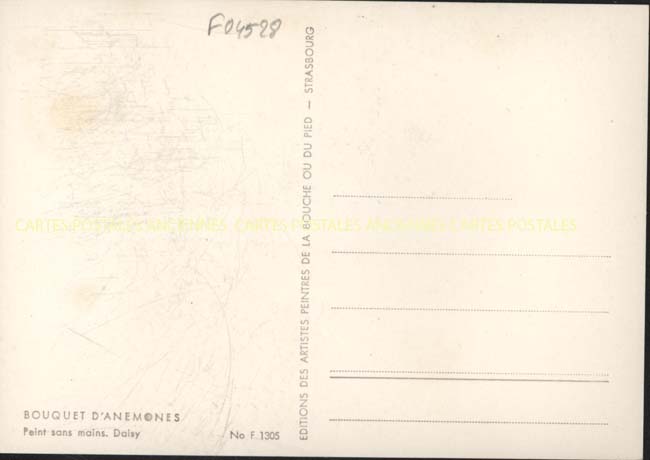 F04528
EDITIONS DES ARTISTES PEINTRES DE LA BOUCHE OU DU PIED — STRASBOURG
CARTES POSTALES ANCIENNES CARTES POSTALES ANCIENNES CARTES POSTALES
BOUQUET D'ANEMONES
Peint sans mains. Daisy No F. 1305